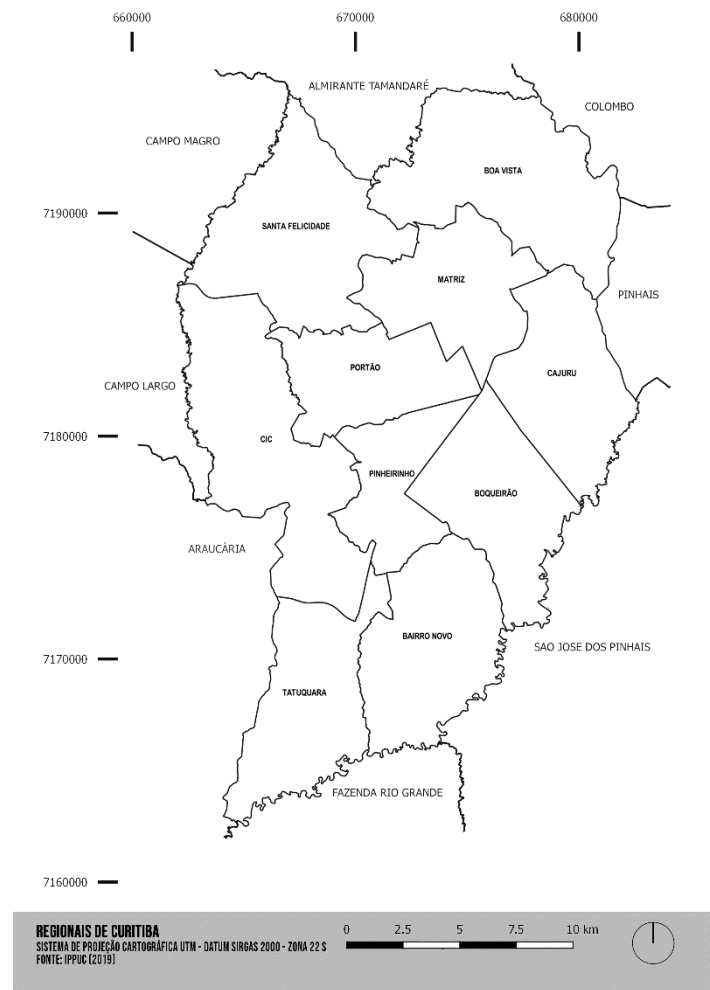 660000 670000 680000
ALMIRANTE TAMANDARÉ
COLOMBO
CAMPO MAGRO
BOA VISTA
7190000
SANTA FELICIDADE
MATRIZ
PINHAIS
PORTÃO
CAJURU
CAMPO LARGO
7180000
CIC
PINHEIRINHO
BOQUEIRÃO
ARAUCÁRIA
BAIRRO NOVO
SAO JOSE DOS PINHAIS
7170000
TATUQUARA
FAZENDA RIO GRANDE
7160000
REGIONAIS DE CURITIBA
SISTEMA DE PROJEÇÃO CARTOGRÁFICA UTM - DATUM SIRGAS 2000 - ZONA 22 S
FONTE: IPPUC (2019)
0 2.5 5 7.5 10 km